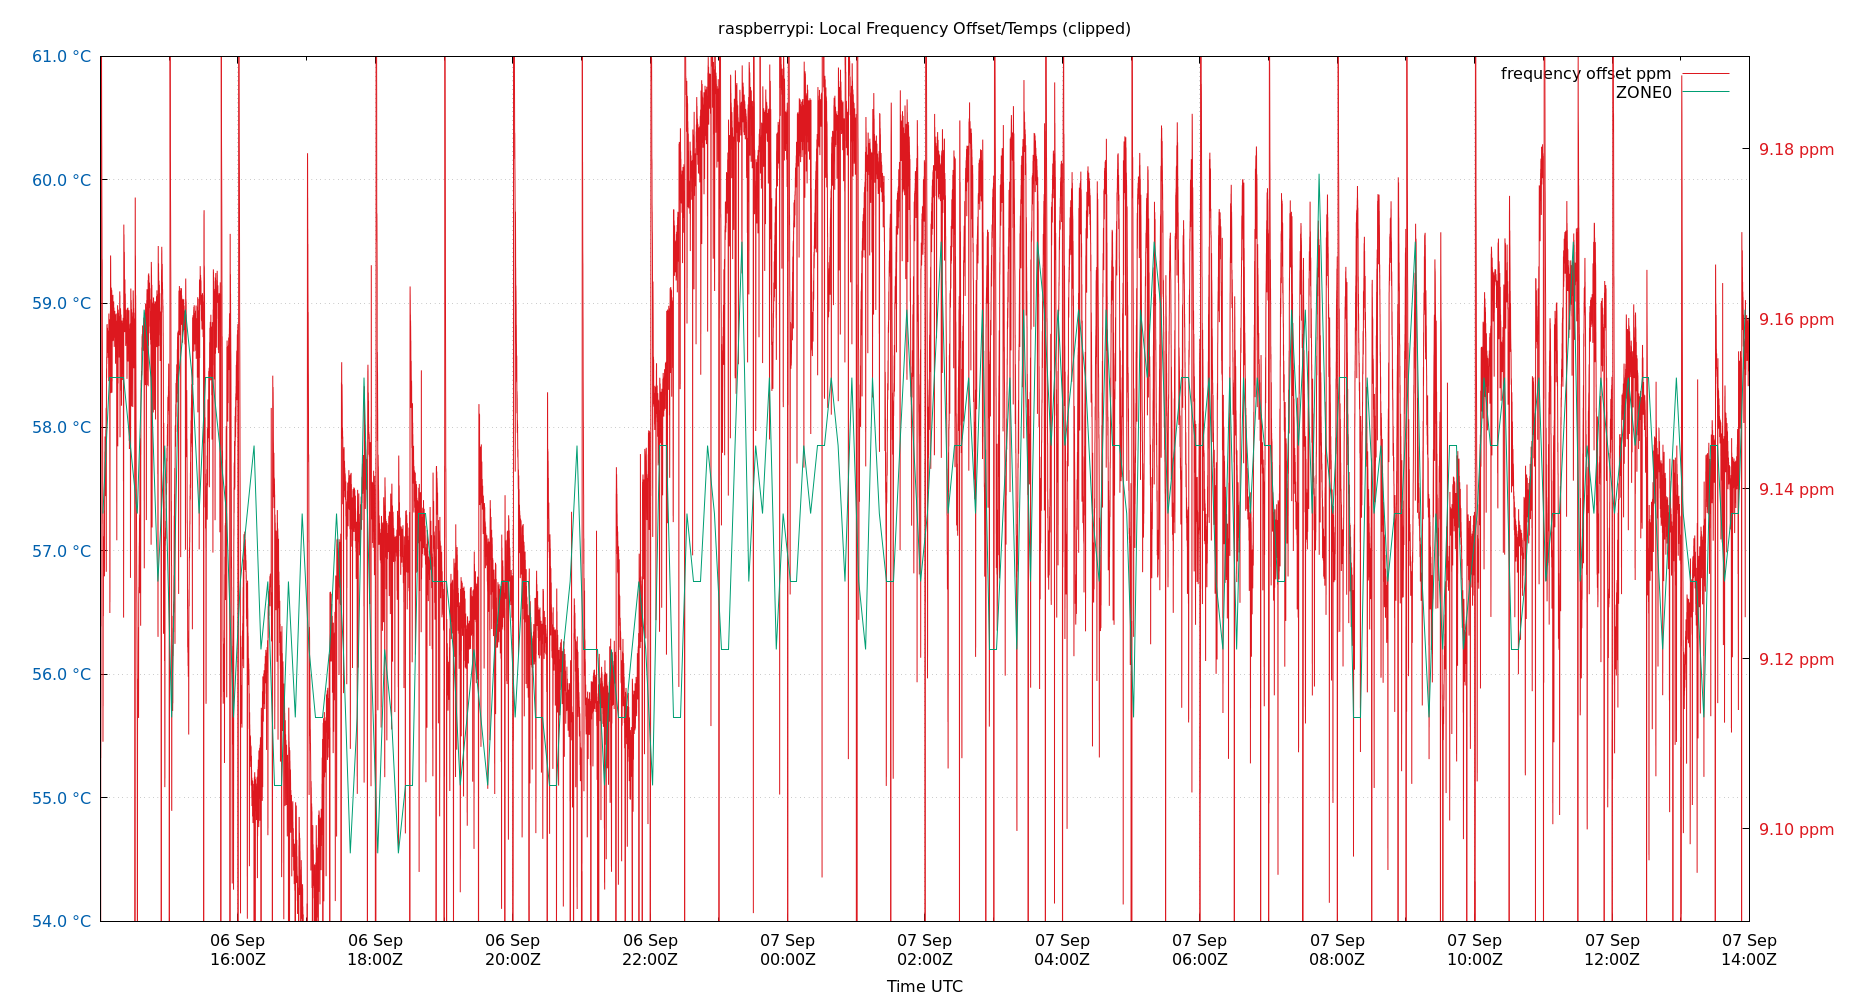 raspberrypi: Local Frequency Offset/Temps (clipped)
61.0 °C
60.0 °C
59.0 °C
58.0 °C
57.0 °C
56.0 °C
55.0 °C
54.0 °C
frequency offset ppm
ZONE0
9.18 ppm
9.16 ppm
9.14 ppm
9.12 ppm
9.10 ppm
06 Sep 06 Sep 06 Sep 06 Sep 07 Sep 07 Sep 07 Sep 07 Sep 07 Sep 07 Sep 07 Sep 07 Sep
16:00Z 18:00Z 20:00Z 22:00Z 00:00Z 02:00Z 04:00Z 06:00Z 08:00Z 10:00Z 12:00Z 14:00Z
Time UTC